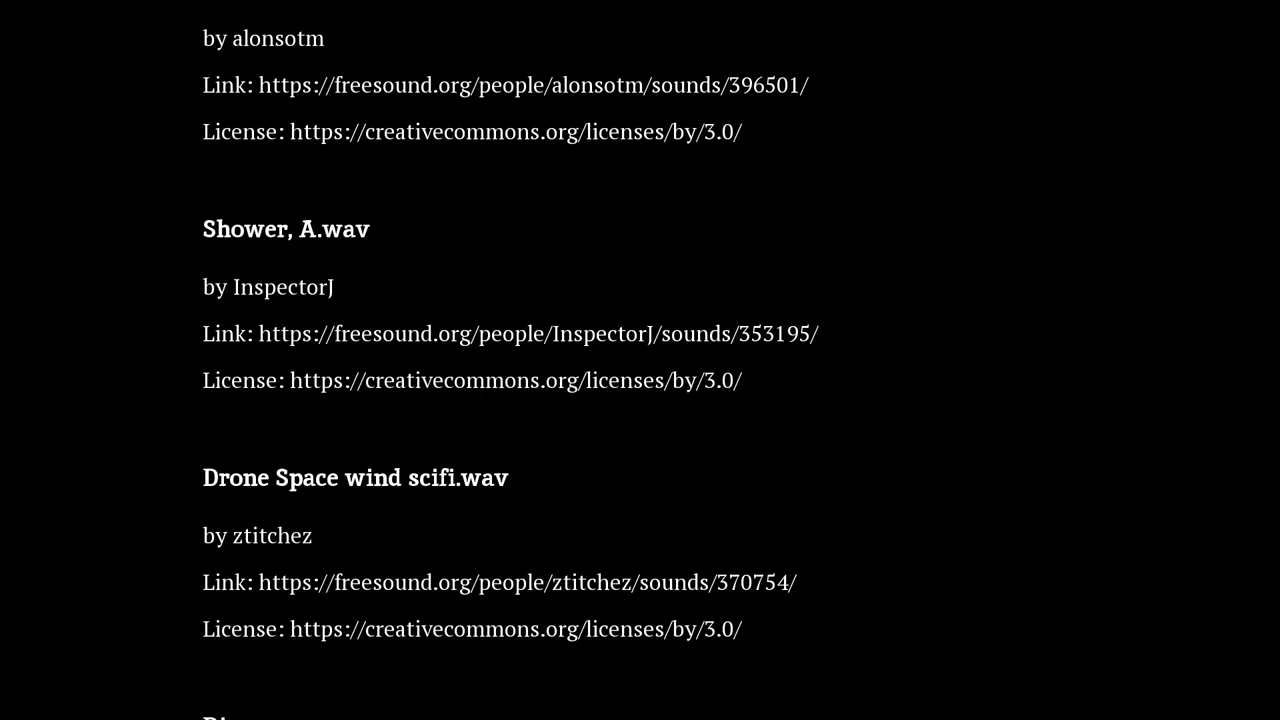 by alonsotm
Link: https://freesound.org/people/alonsotm/sounds/396501/
License: https://creativecommons.org/licenses/by/3.0/
Shower, A.wav
by InspectorJ
Link: https://freesound.org/people/InspectorJ/sounds/353195/
License: https://creativecommons.org/licenses/by/3.0/
Drone Space wind scifi.wav
by ztitchez
Link: https://freesound.org/people/ztitchez/sounds/370754/
License: https://creativecommons.org/licenses/by/3.0/